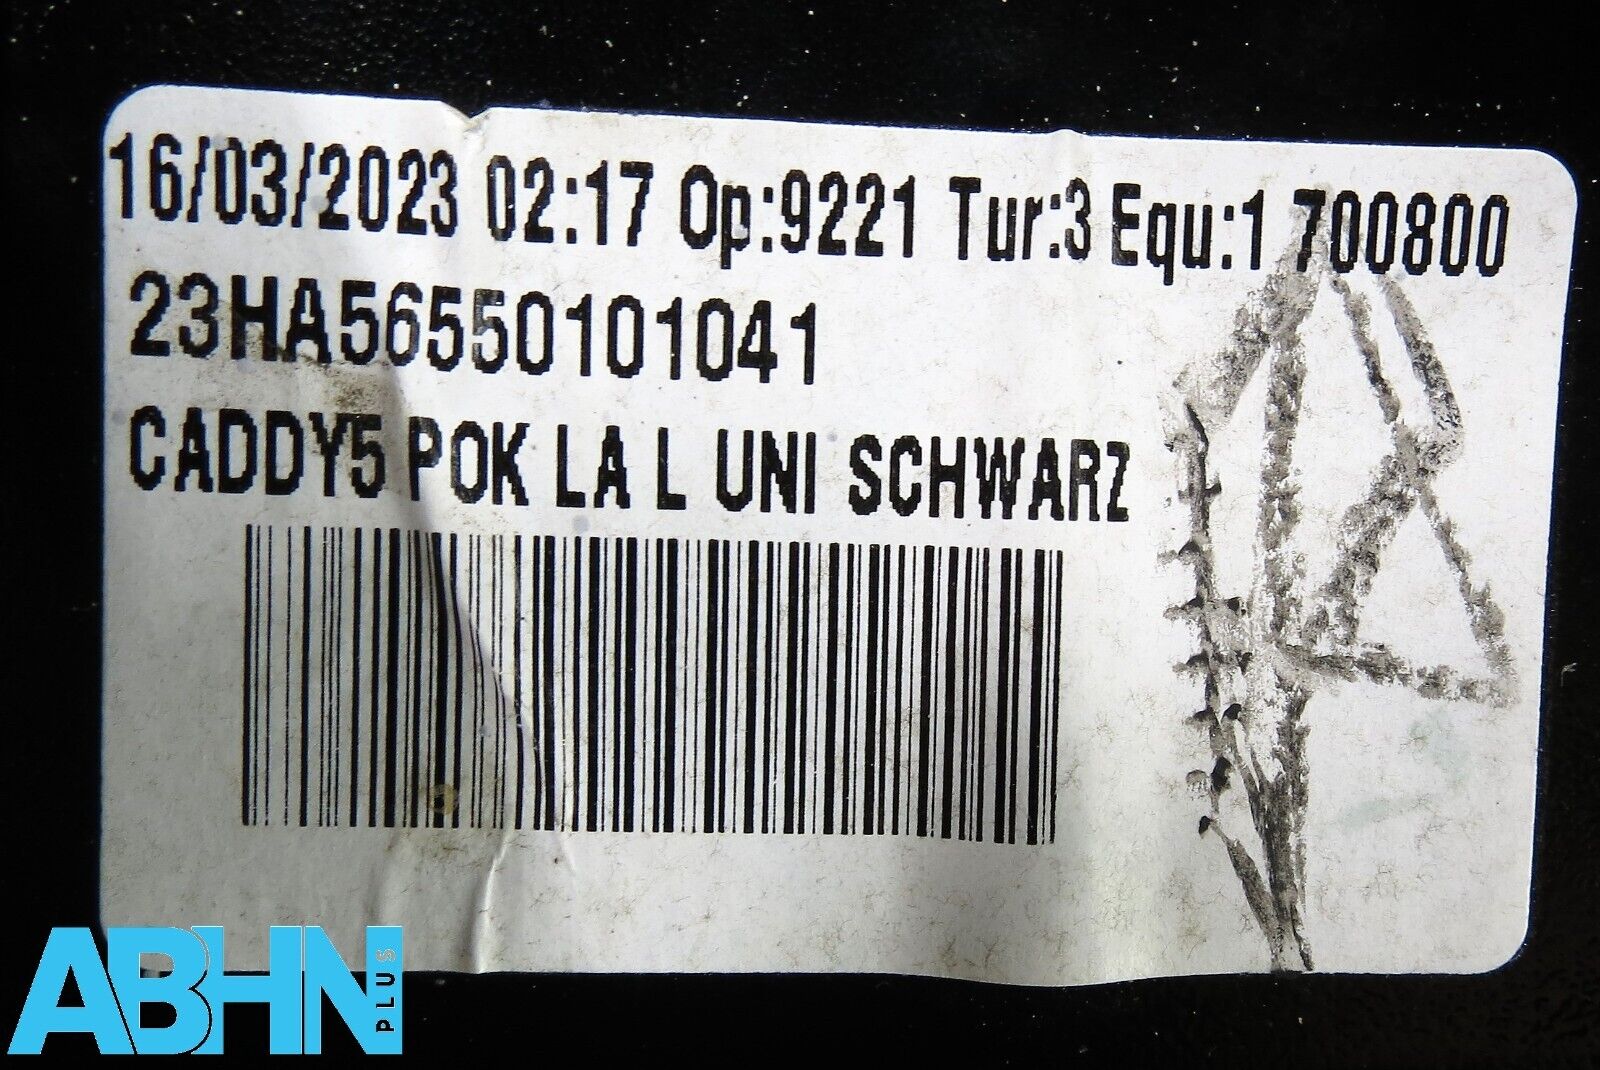 16/03/2023 02:17 Op:9221 Tur:3 Equ:1 700800
23HA56550101041
CADDY5 POK LA L UNI SCHWARZ
ABHN PLUS